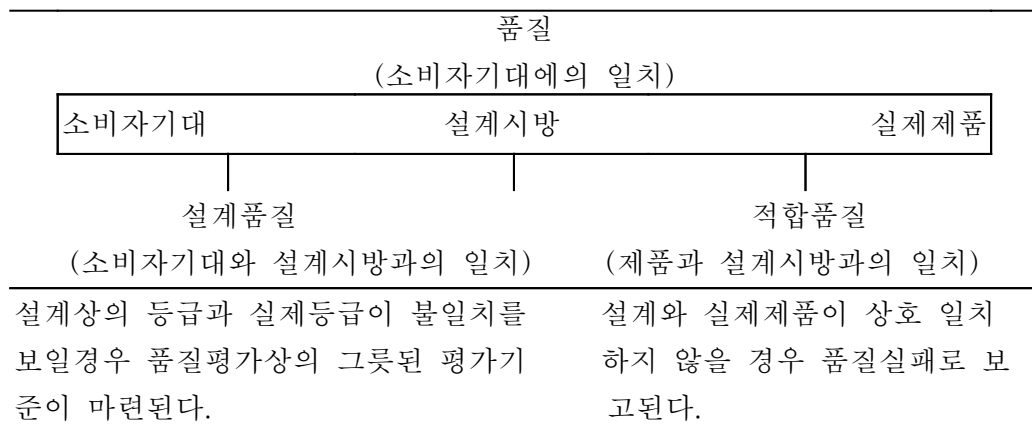 품질
(소비자기대에의 일치)
소비자기대 설계시방 실제제품
설계품질 적합품질
(소비자기대와 설계시방과의 일치) (제품과 설계시방과의 일치)
설계상의 등급과 실제등급이 불일치를
보일경우 품질평가상의 그릇된 평가기
준이 마련된다.
설계와 실제제품이 상호 일치
하지 않을 경우 품질실패로 보
고된다.